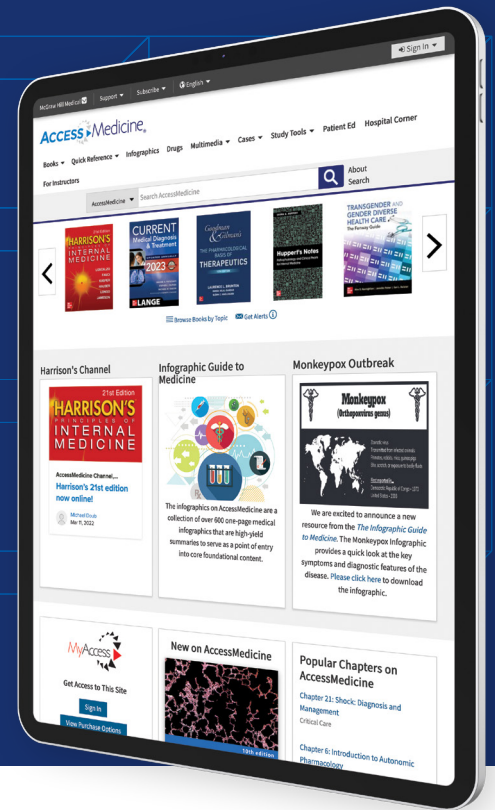 McGraw Hill Medical
Support
Subscribe
English
Sign In
ACCESS Medicine®
Books
Quick Reference
Infographics
Drugs
Multimedia
Cases
Study Tools
Patient Ed
Hospital Corner
For Instructors
AccessMedicine
Search AccessMedicine
About
Search
HARRISON'S
INTERNAL
MEDICINE
CURRENT
Medical Diagnosis
& Treatment
2023
LANGE
Goodman
& Gilman's
THE PHARMACOLOGICAL
BASIS OF
THERAPEUTICS
Huppert's Notes
TRANSGENDER AND
GENDER DIVERSE
HEALTH CARE
The Fenway Guide
Browse Books by Topic
Get Alerts
Harrison's Channel
21st Edition
HARRISON'S
PRINCIPLES OF
INTERNAL
MEDICINE
AccessMedicine Channel,...
Harrison's 21st edition
now online!
Michael Doub
Mar 11, 2022
Infographic Guide to
Medicine
The infographics on AccessMedicine are a
collection of over 600 one-page medical
infographics that are high-yield
summaries to serve as a point of entry
into core foundational content.
Monkeypox Outbreak
Monkeypox
(Orthopoxvirus genus)
We are excited to announce a new
resource from the The Infographic Guide
to Medicine. The Monkeypox Infographic
provides a quick look at the key
symptoms and diagnostic features of the
disease. Please click here to download
the infographic.
MyAccess
Get Access to This Site
Sign In
View Purchase Options
New on AccessMedicine
10th edition
Popular Chapters on
AccessMedicine
Chapter 21: Shock: Diagnosis and
Management
Critical Care
Chapter 6: Introduction to Autonomic
Pharmacology